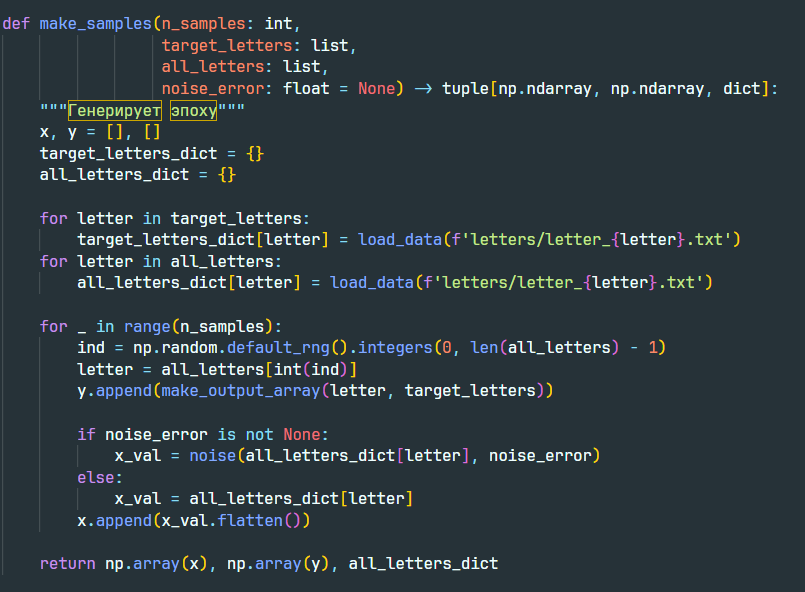 def make_samples(n_samples: int,
                 target_letters: list,
                 all_letters: list,
                 noise_error: float = None) -> tuple[np.ndarray, np.ndarray, dict]:
    """Генерирует эпоху"""
    x, y = [], []
    target_letters_dict = {}
    all_letters_dict = {}

    for letter in target_letters:
        target_letters_dict[letter] = load_data(f'letters/letter_{letter}.txt')
    for letter in all_letters:
        all_letters_dict[letter] = load_data(f'letters/letter_{letter}.txt')

    for _ in range(n_samples):
        ind = np.random.default_rng().integers(0, len(all_letters) - 1)
        letter = all_letters[int(ind)]
        y.append(make_output_array(letter, target_letters))

        if noise_error is not None:
            x_val = noise(all_letters_dict[letter], noise_error)
        else:
            x_val = all_letters_dict[letter]
        x.append(x_val.flatten())

    return np.array(x), np.array(y), all_letters_dict